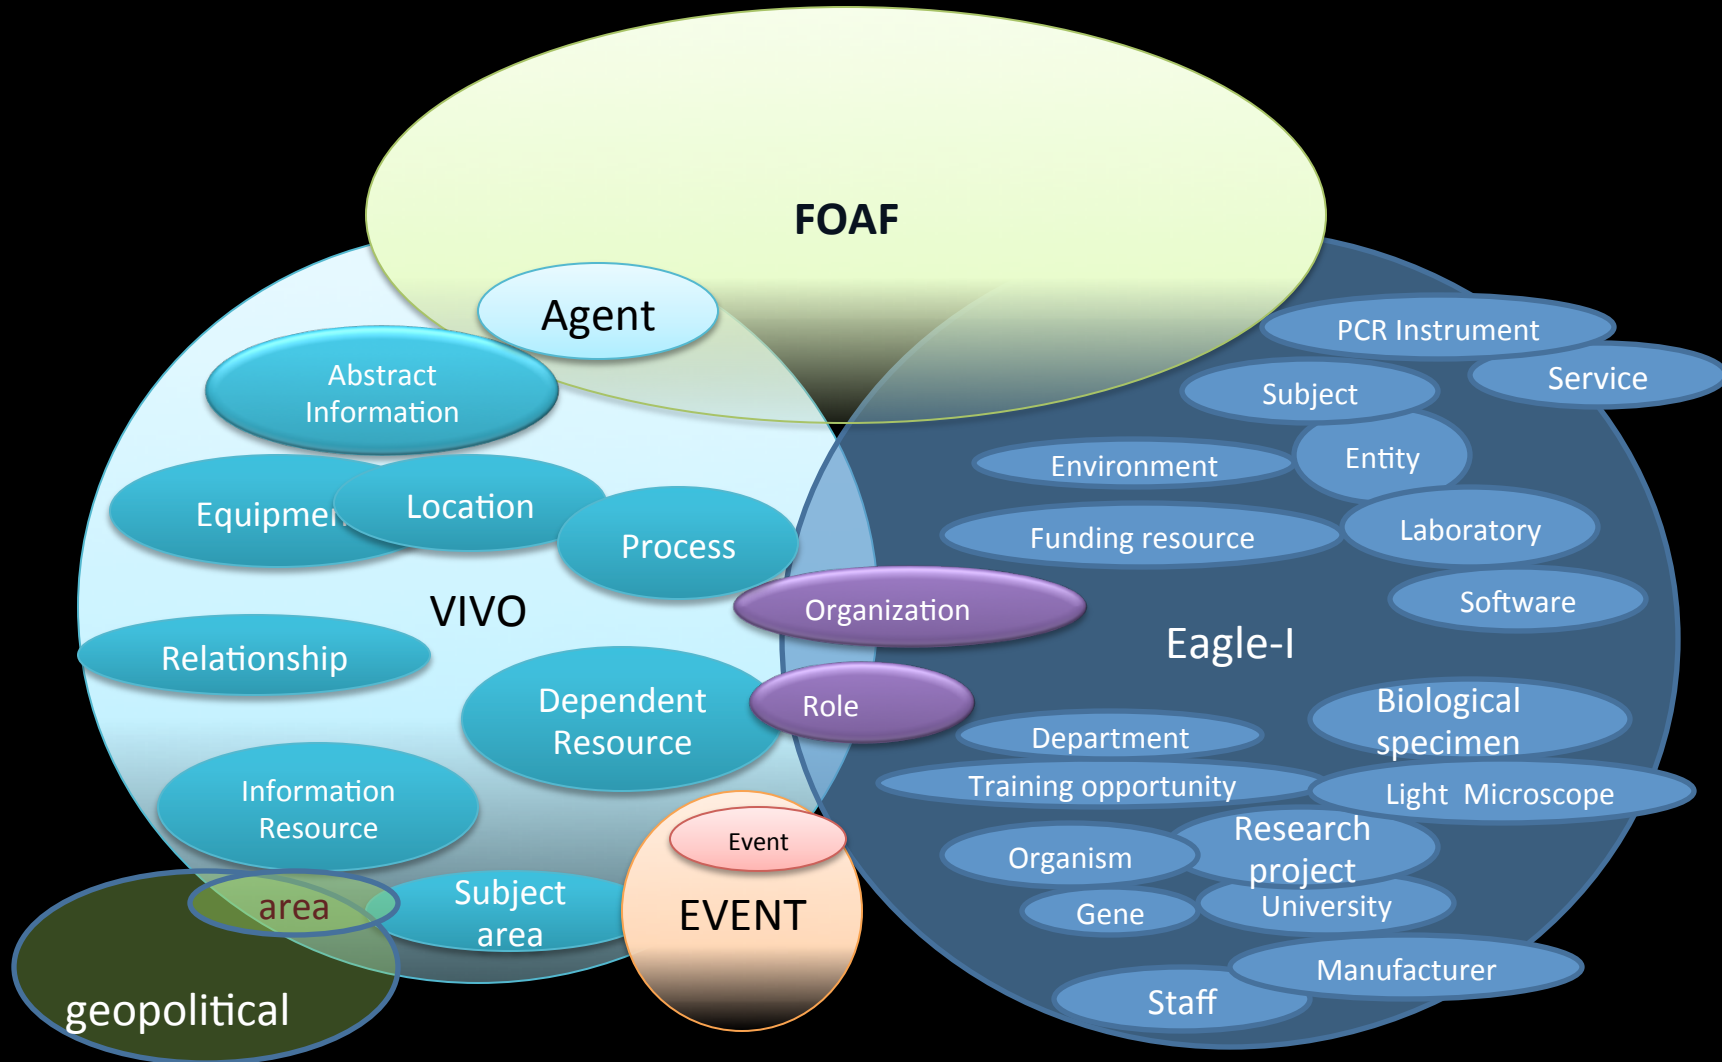 FOAF
Agent
Abstract
Information
Equipmen
Location
Process
VIVO
Relationship
Dependent
Resource
Information
Resource
area
geopolitical
Subject
area
Event
EVENT
Organization
Role
PCR Instrument
Service
Subject
Entity
Environment
Funding resource
Laboratory
Software
Eagle-I
Biological
specimen
Department
Training opportunity
Light  Microscope
Research
project
Organism
University
Gene
Manufacturer
Staff